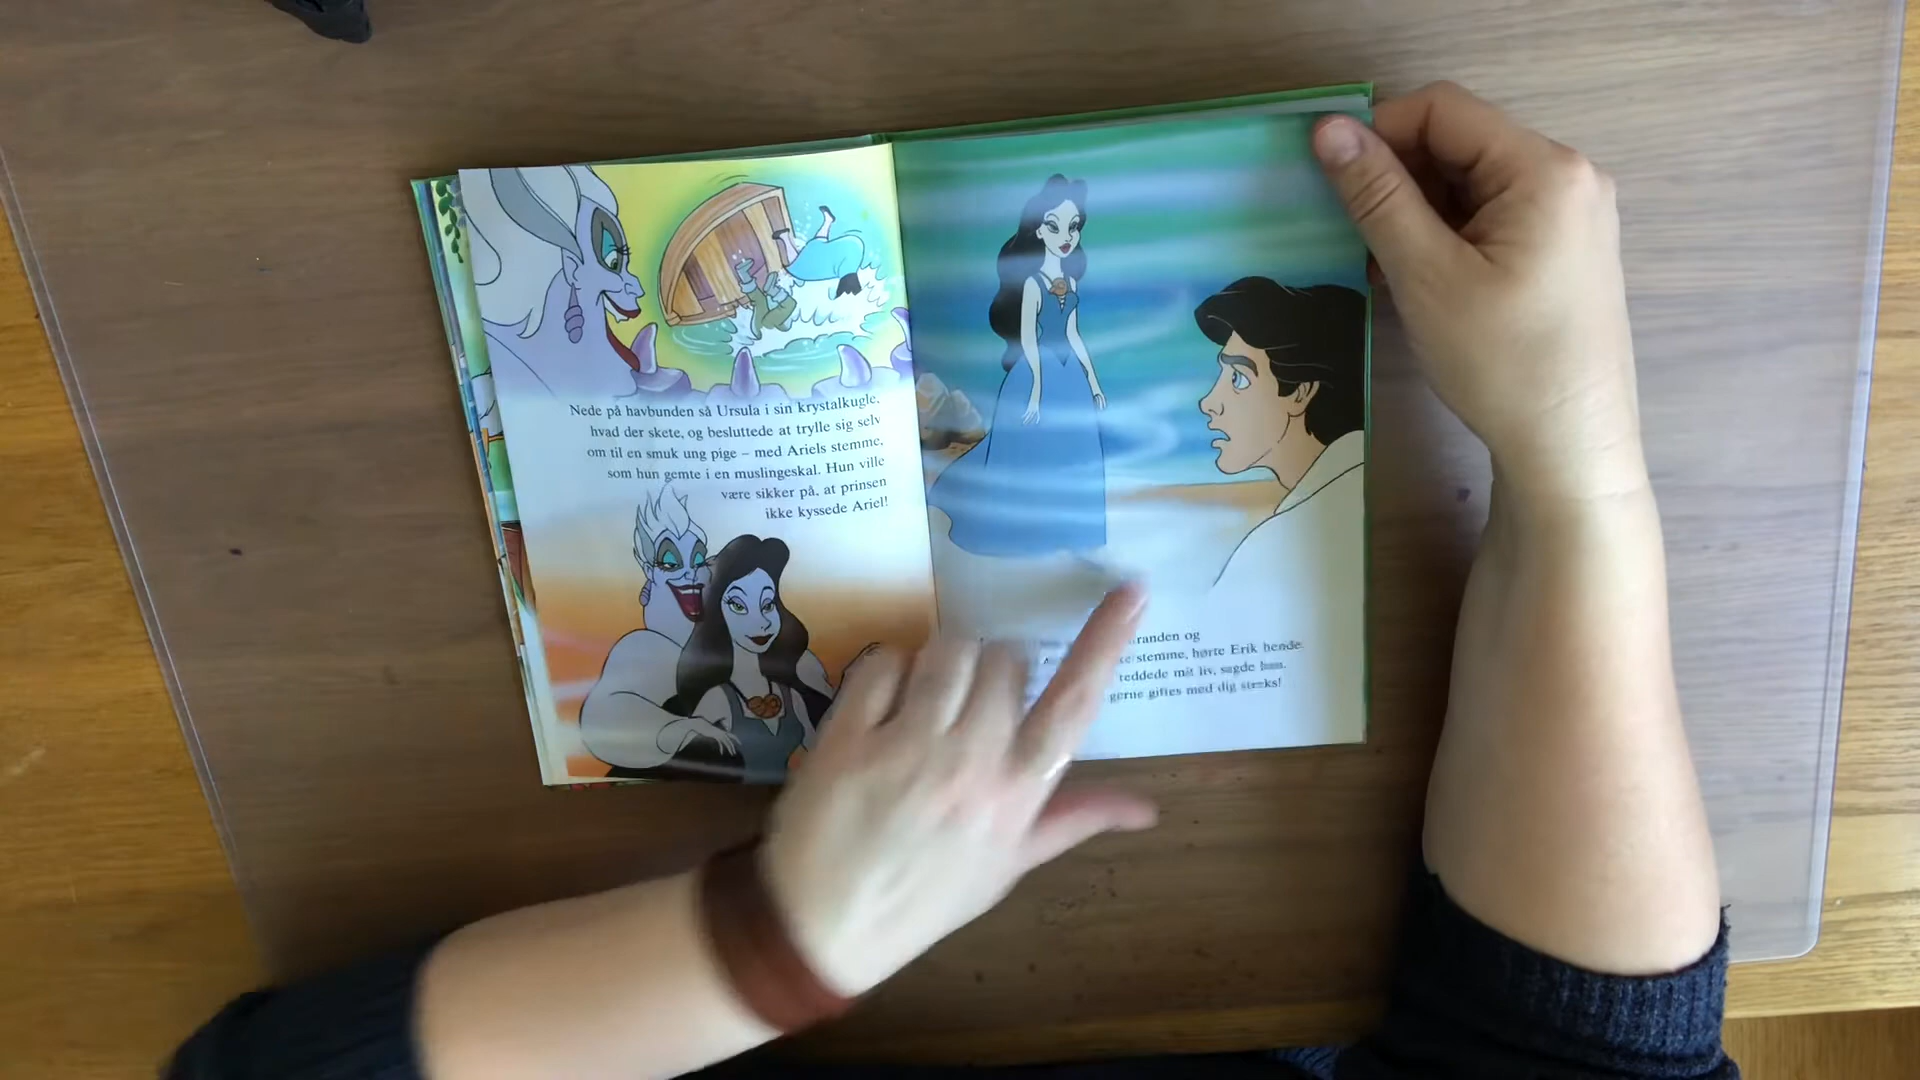 Nede på havbunden så Ursula i sin krystalkugle,
hvad der skete, og besluttede at trylle sig selv
om til en smuk ung pige – med Ariels stemme,
som hun gemte i en muslingeskal. Hun ville
være sikker på, at prinsen
ikke kyssede Ariel!
randen og
stemme, hørte Erik hende.
reddede mit liv, sagde han.
gerne giftes med dig straks!